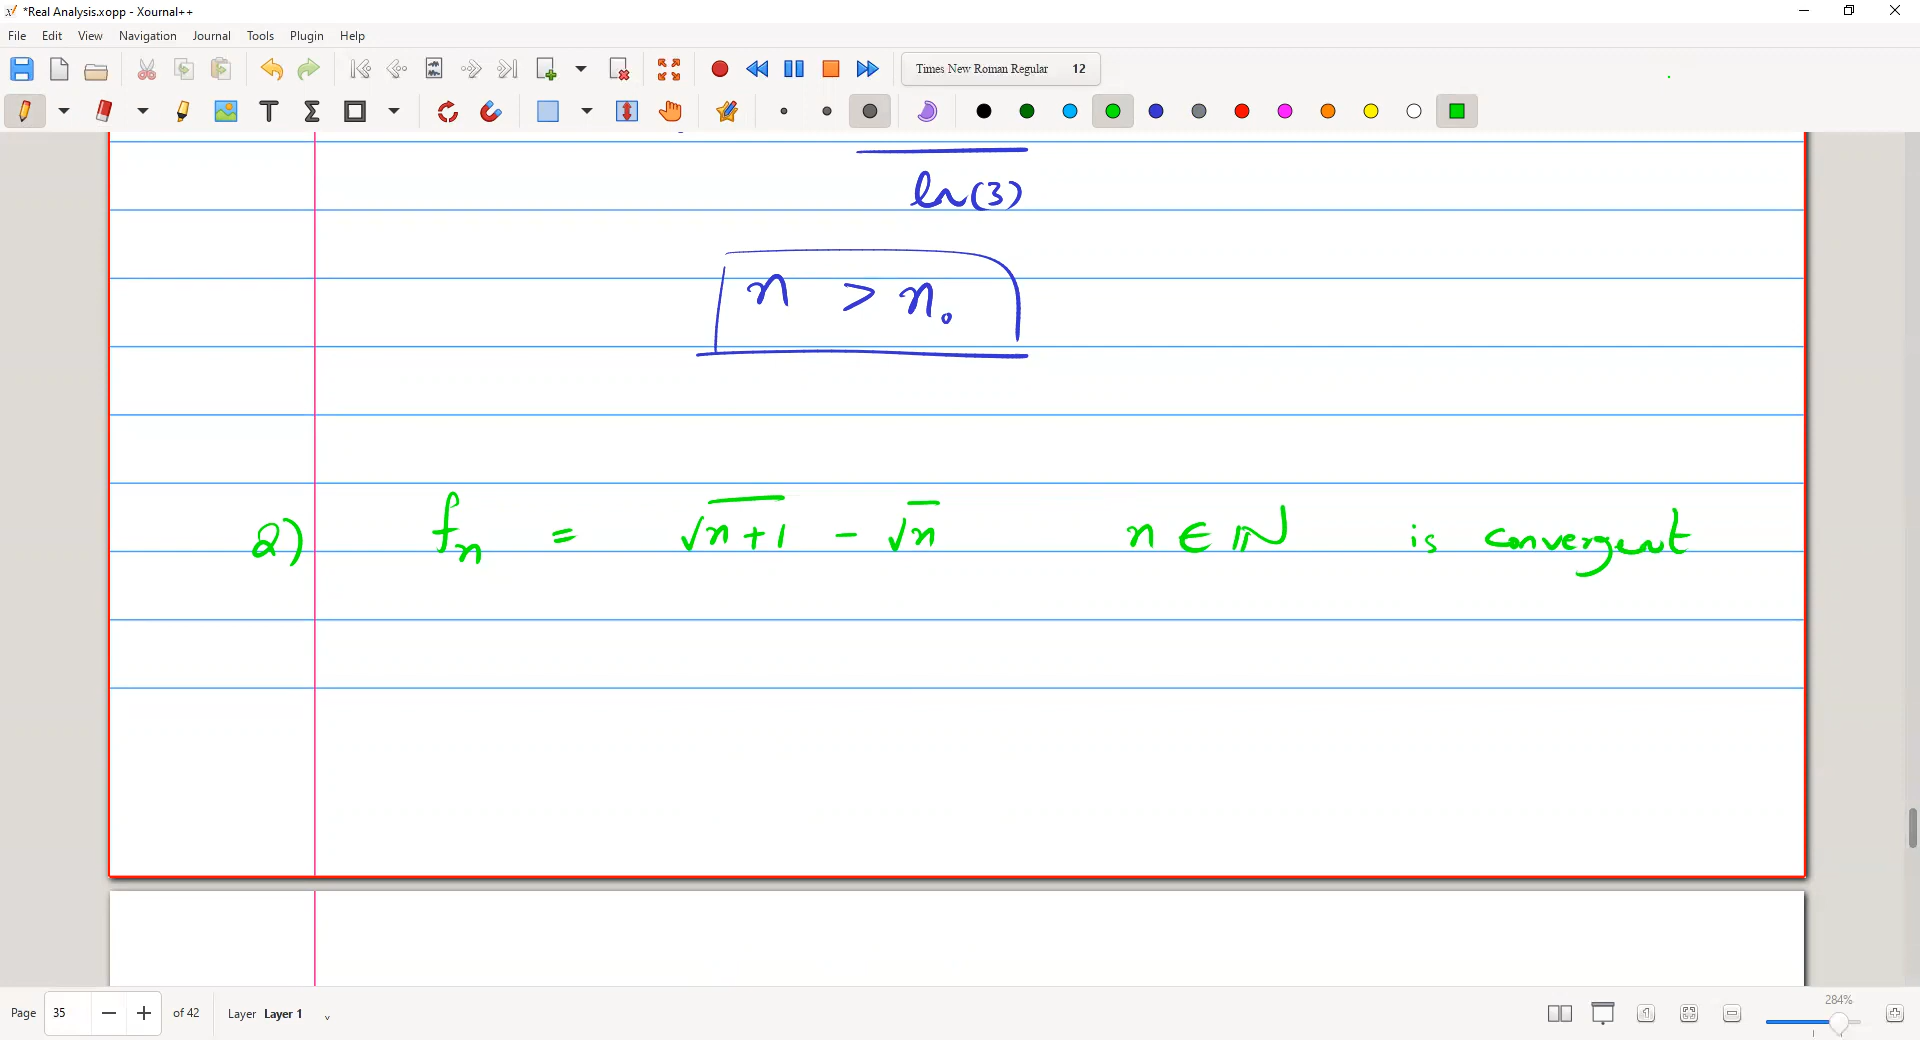 *Real Analysis.xopp - Xournal++
File Edit View Navigation Journal Tools Plugin Help
Times New Roman Regular 12
ln(3)
n > n₀
2) fₙ = √n+1 - √n n ∈ ℕ is convergent
Page 35 of 42 Layer Layer 1 284%